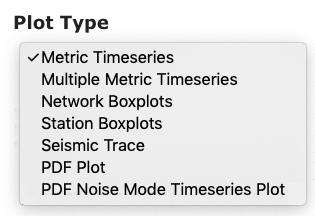 Plot Type
✓Metric Timeseries
Multiple Metric Timeseries
Network Boxplots
Station Boxplots
Seismic Trace
PDF Plot
PDF Noise Mode Timeseries Plot